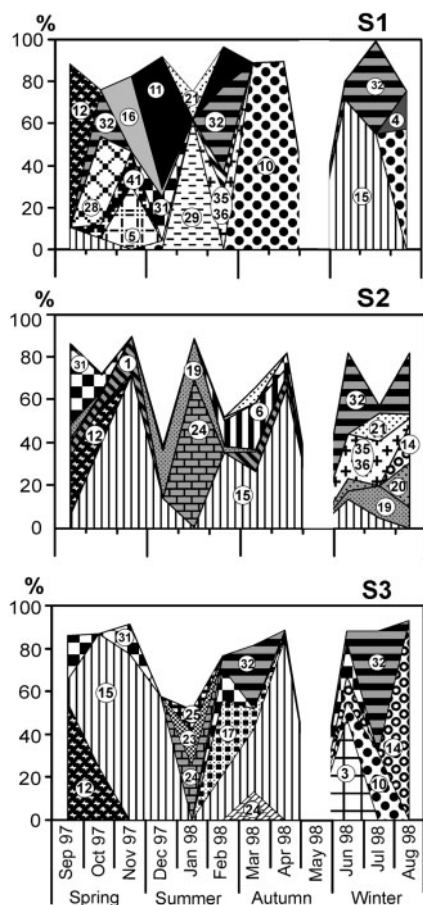 % S1
100
80
60
40
20
0
12 32 16 11 21 32 4
28 41 5 31 29 35 36 10 15
% S2
100
80
60
40
20
0
31 1 19 6 32 21 14
12 24 15 35 36 20 19
% S3
100
80
60
40
20
0
31 32 32
15 25 23 17 14
12 24 24 3 10
Sep 97 Oct 97 Nov 97 Dec 97 Jan 98 Feb 98 Mar 98 Apr 98 May 98 Jun 98 Jul 98 Aug 98
Spring Summer Autumn Winter